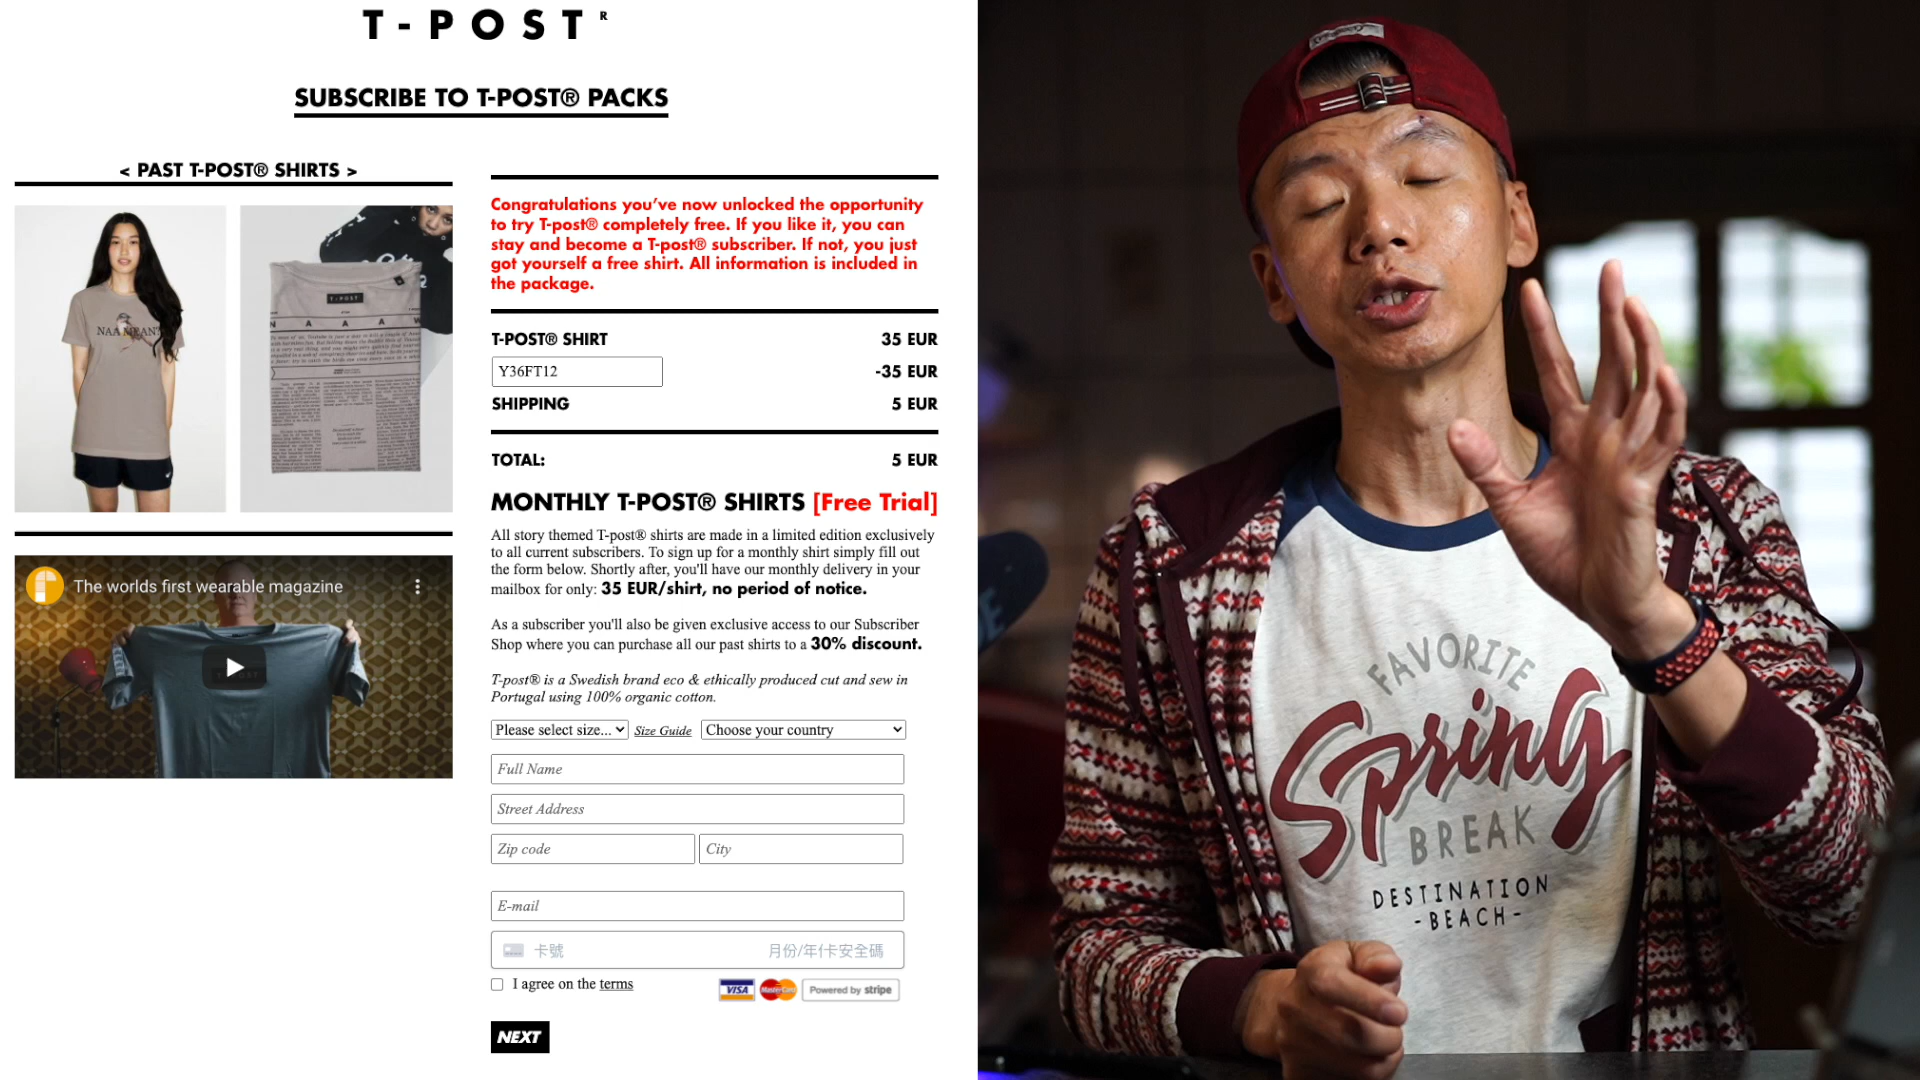 T-POST R
SUBSCRIBE TO T-POST® PACKS
< PAST T-POST® SHIRTS >
NAA MEAN?
T-POST
N A A A W
The worlds first wearable magazine
Congratulations you've now unlocked the opportunity
to try T-post® completely free. If you like it, you can
stay and become a T-post® subscriber. If not, you just
got yourself a free shirt. All information is included in
the package.
T-POST® SHIRT 35 EUR
Y36FT12 -35 EUR
SHIPPING 5 EUR
TOTAL: 5 EUR
MONTHLY T-POST® SHIRTS [Free Trial]
All story themed T-post® shirts are made in a limited edition exclusively
to all current subscribers. To sign up for a monthly shirt simply fill out
the form below. Shortly after, you'll have our monthly delivery in your
mailbox for only: 35 EUR/shirt, no period of notice.
As a subscriber you'll also be given exclusive access to our Subscriber
Shop where you can purchase all our past shirts to a 30% discount.
T-post® is a Swedish brand eco & ethically produced cut and sew in
Portugal using 100% organic cotton.
Please select size... Size Guide Choose your country
Full Name
Street Address
Zip code City
E-mail
卡號 月份/年卡安全碼
I agree on the terms
VISA MasterCard Powered by stripe
NEXT
FAVORITE
Spring
BREAK
DESTINATION
-BEACH-